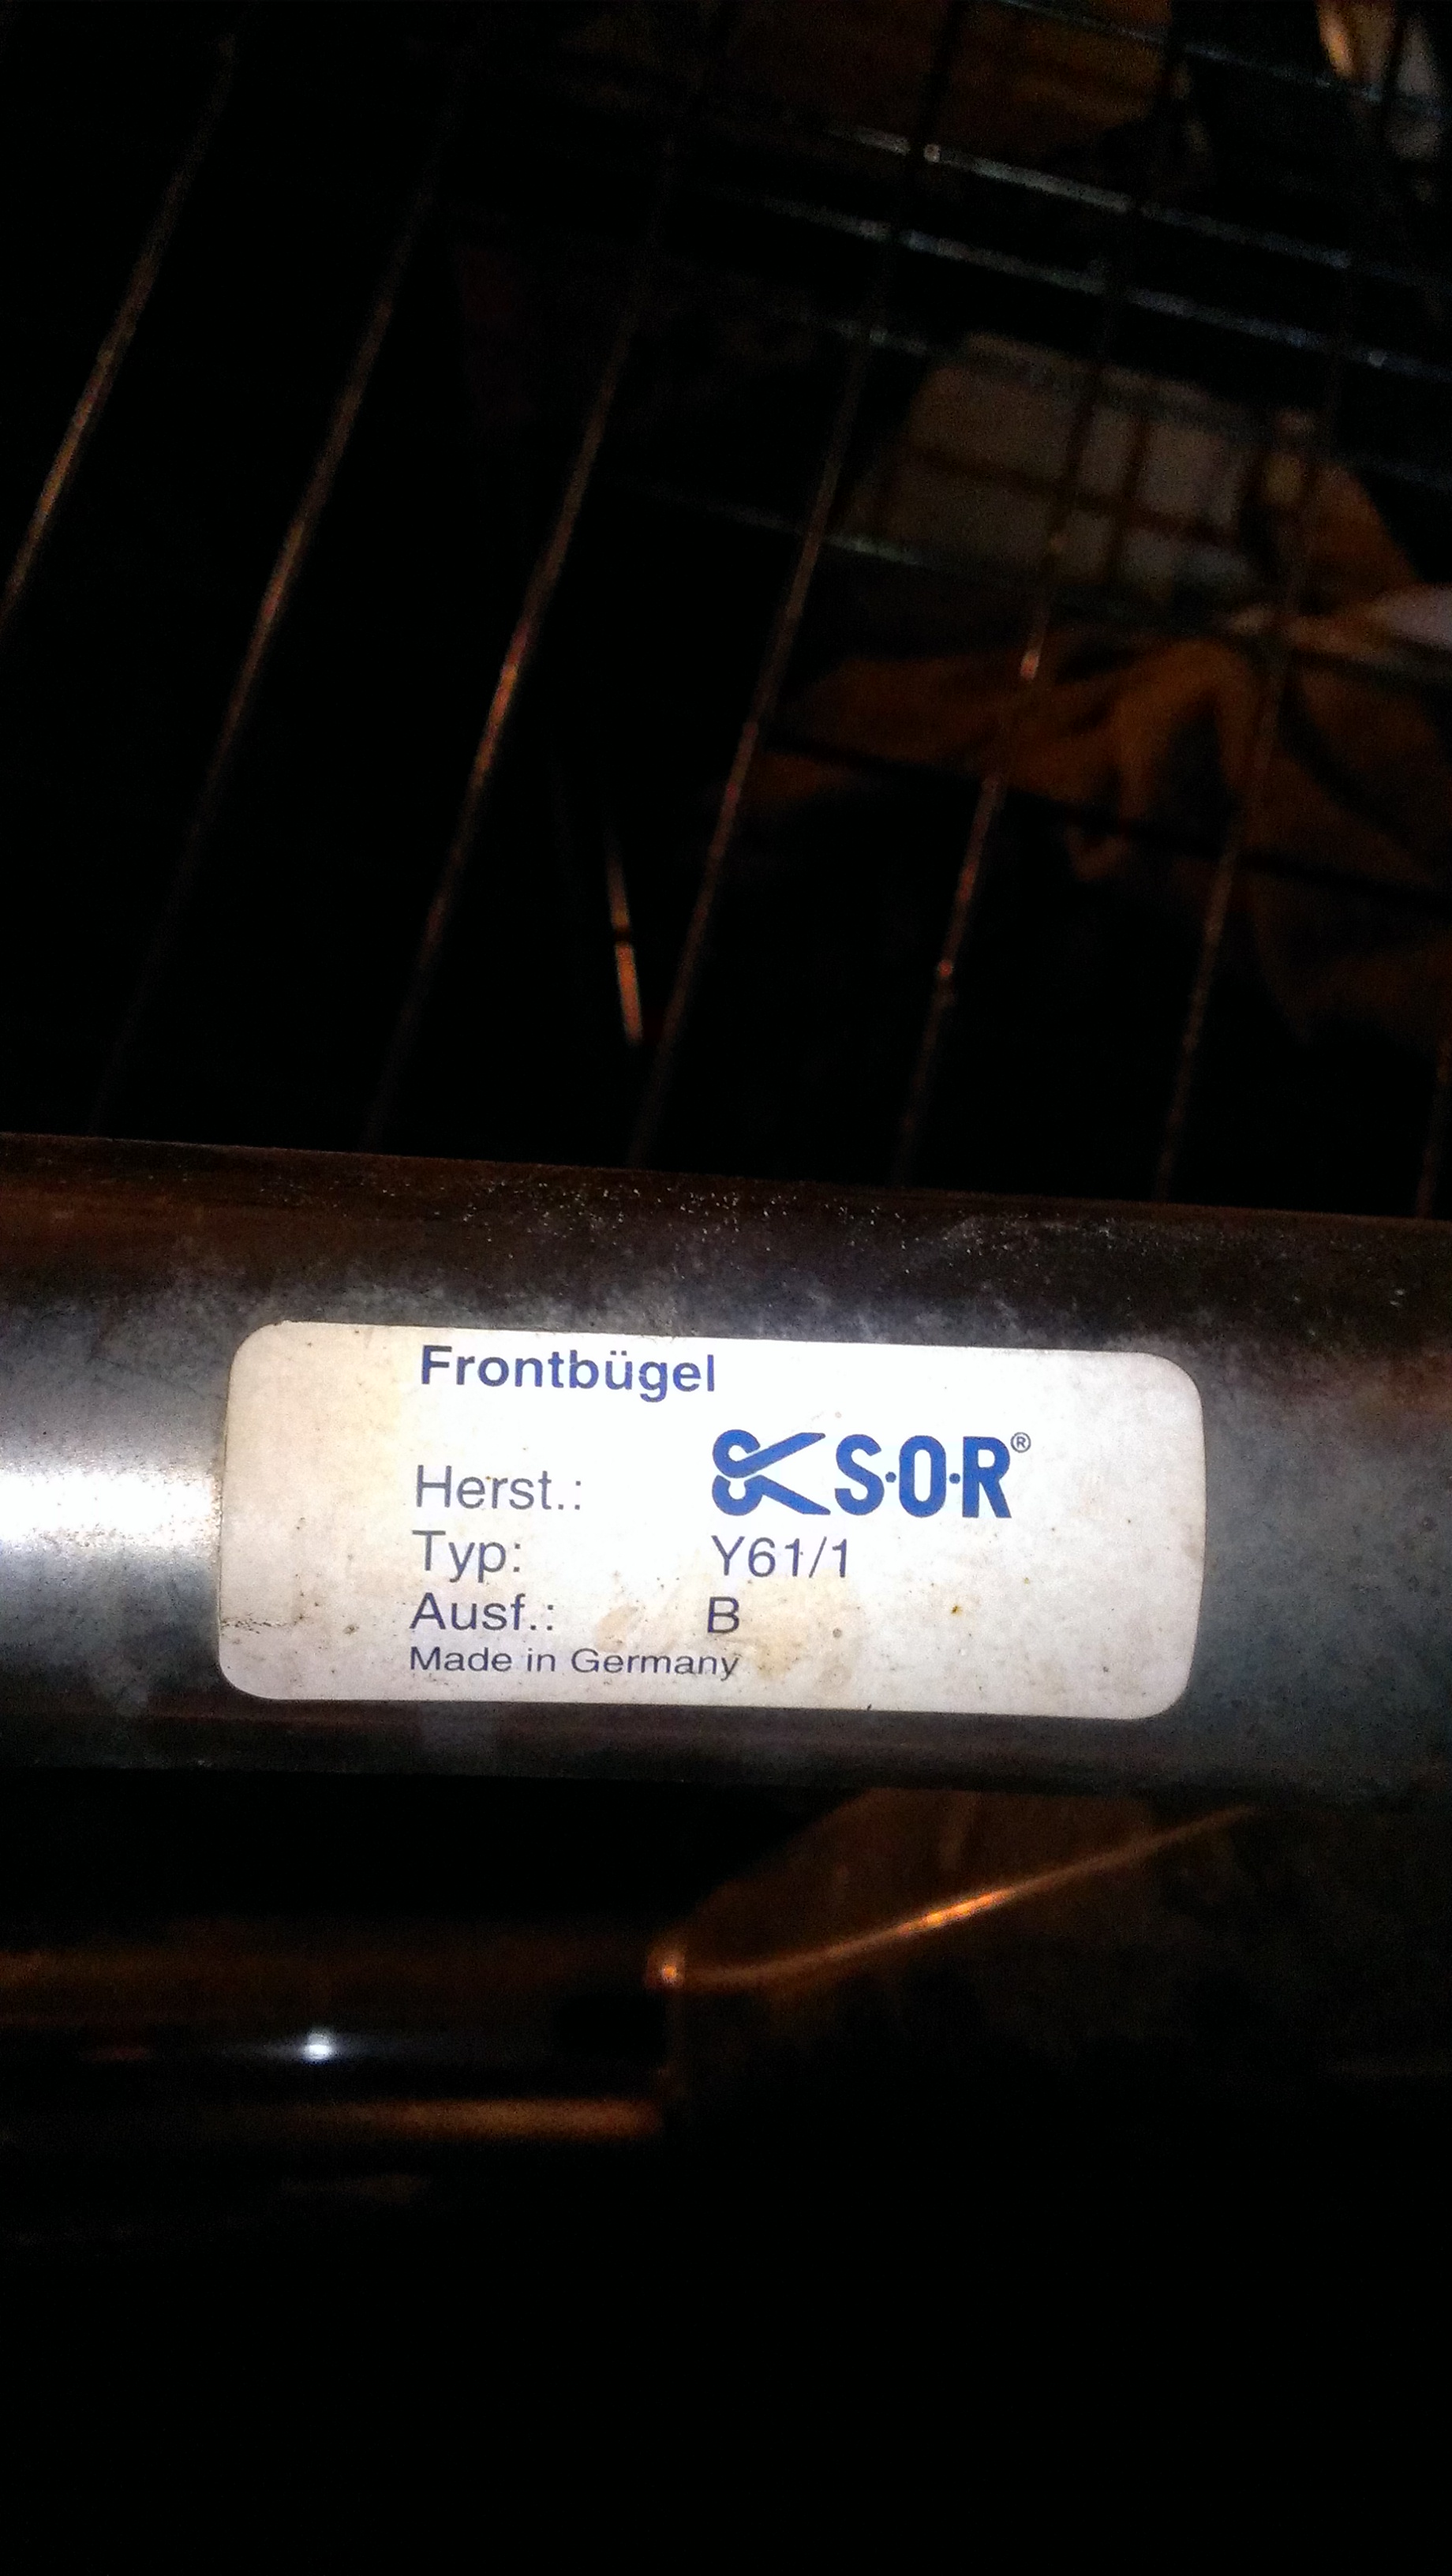 Frontbügel
Herst.: S·O·R®
Typ: Y61/1
Ausf.: B
Made in Germany